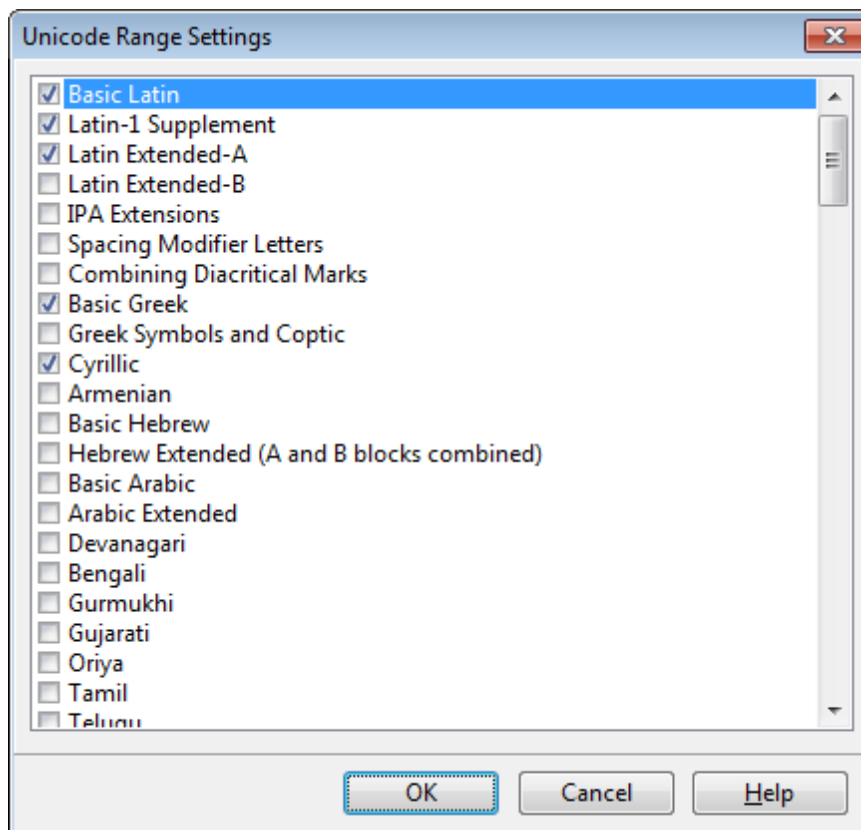 Unicode Range Settings
Basic Latin
Latin-1 Supplement
Latin Extended-A
Latin Extended-B
IPA Extensions
Spacing Modifier Letters
Combining Diacritical Marks
Basic Greek
Greek Symbols and Coptic
Cyrillic
Armenian
Basic Hebrew
Hebrew Extended (A and B blocks combined)
Basic Arabic
Arabic Extended
Devanagari
Bengali
Gurmukhi
Gujarati
Oriya
Tamil
Telugu
OK Cancel Help